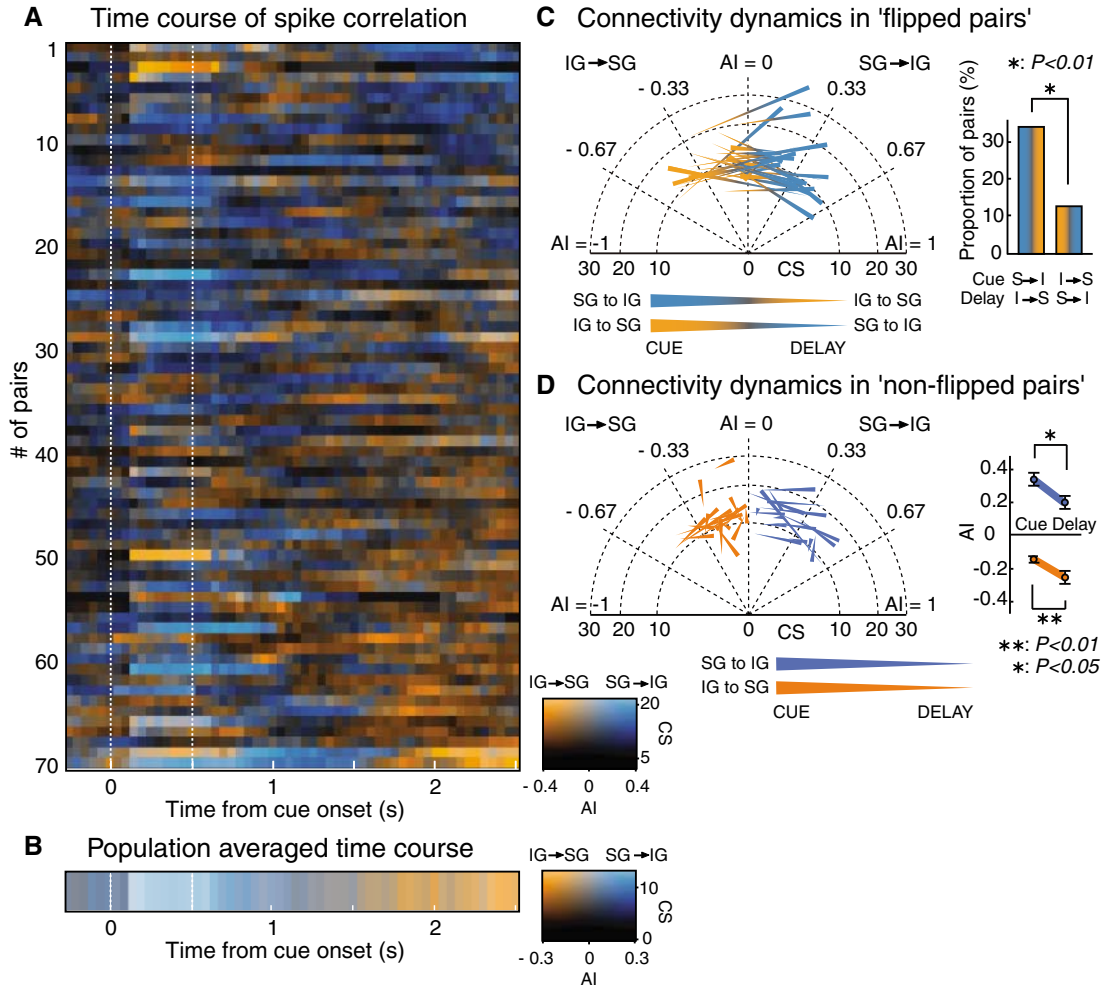 A Time course of spike correlation
1
10
20
30
40
50
60
70
# of pairs
0 1 2
Time from cue onset (s)
IG→SG SG→IG
20
5
CS
- 0.4 0 0.4
AI
B Population averaged time course
0 1 2
Time from cue onset (s)
IG→SG SG→IG
10
0
CS
- 0.3 0 0.3
AI
C Connectivity dynamics in 'flipped pairs'
IG→SG AI = 0 SG→IG
- 0.33 0.33
- 0.67 0.67
AI = -1 AI = 1
30 20 10 0 CS 10 20 30
SG to IG IG to SG
IG to SG SG to IG
CUE DELAY
*: P<0.01
*
Proportion of pairs (%)
30
20
10
0
Cue S→I I→S
Delay I→S S→I
D Connectivity dynamics in 'non-flipped pairs'
IG→SG AI = 0 SG→IG
- 0.33 0.33
- 0.67 0.67
AI = -1 AI = 1
30 20 10 0 CS 10 20 30
SG to IG
IG to SG
CUE DELAY
*
0.4
0.2
Cue Delay
0
-0.2
-0.4
AI
**
**: P<0.01
*: P<0.05